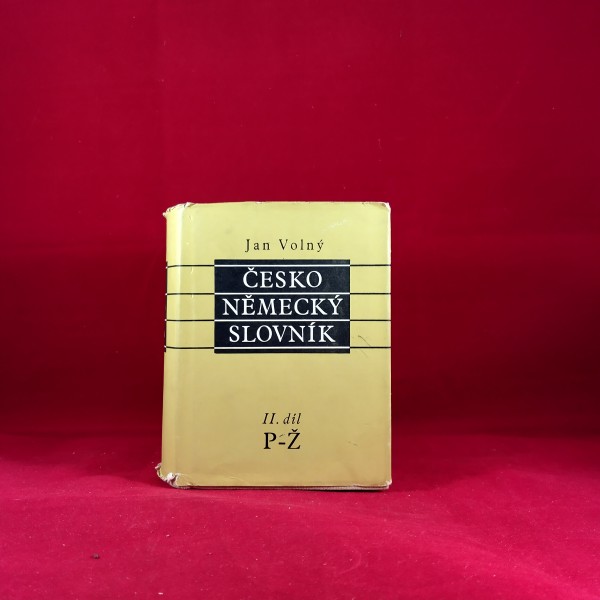 Jan Volný
ČESKO
NĚMECKÝ
SLOVNÍK
II. díl
P-Ž